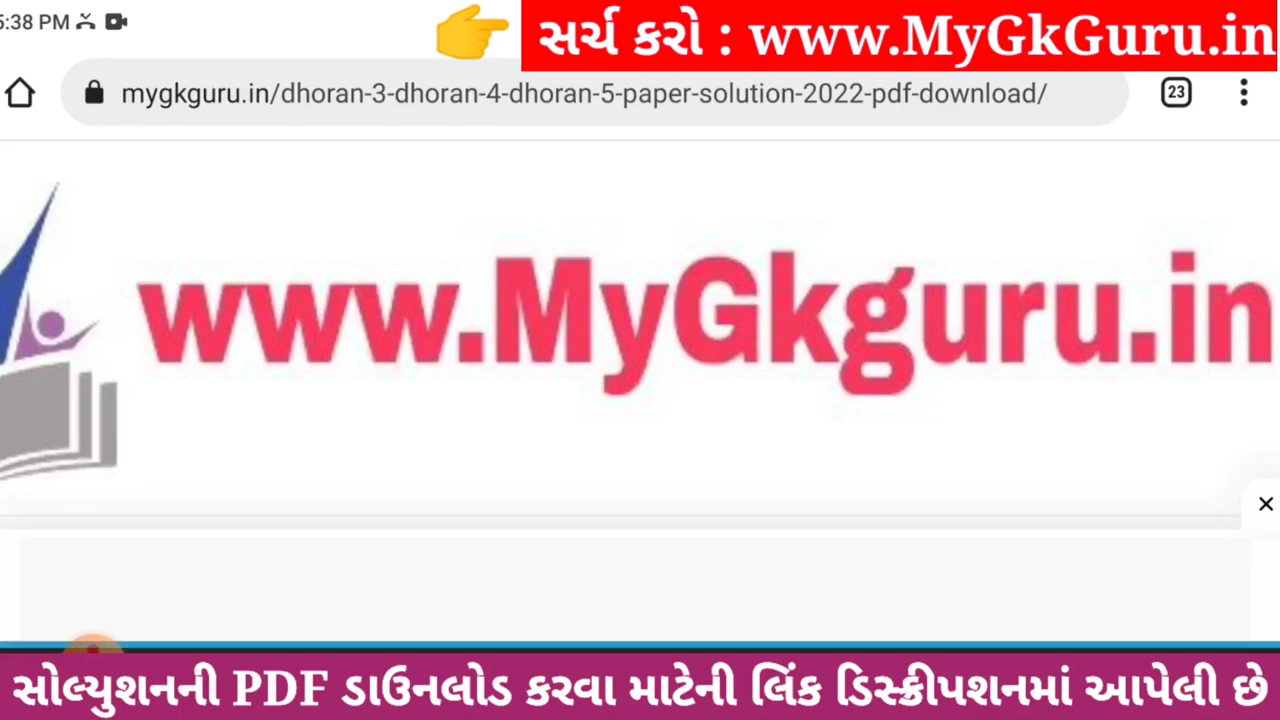 5:38 PM
👉 સર્ચ કરો : www.MyGkGuru.in
mygkguru.in/dhoran-3-dhoran-4-dhoran-5-paper-solution-2022-pdf-download/
23
www.MyGkguru.in
સોલ્યુશનની PDF ડાઉનલોડ કરવા માટેની લિંક ડિસ્ક્રીપશનમાં આપેલી છે